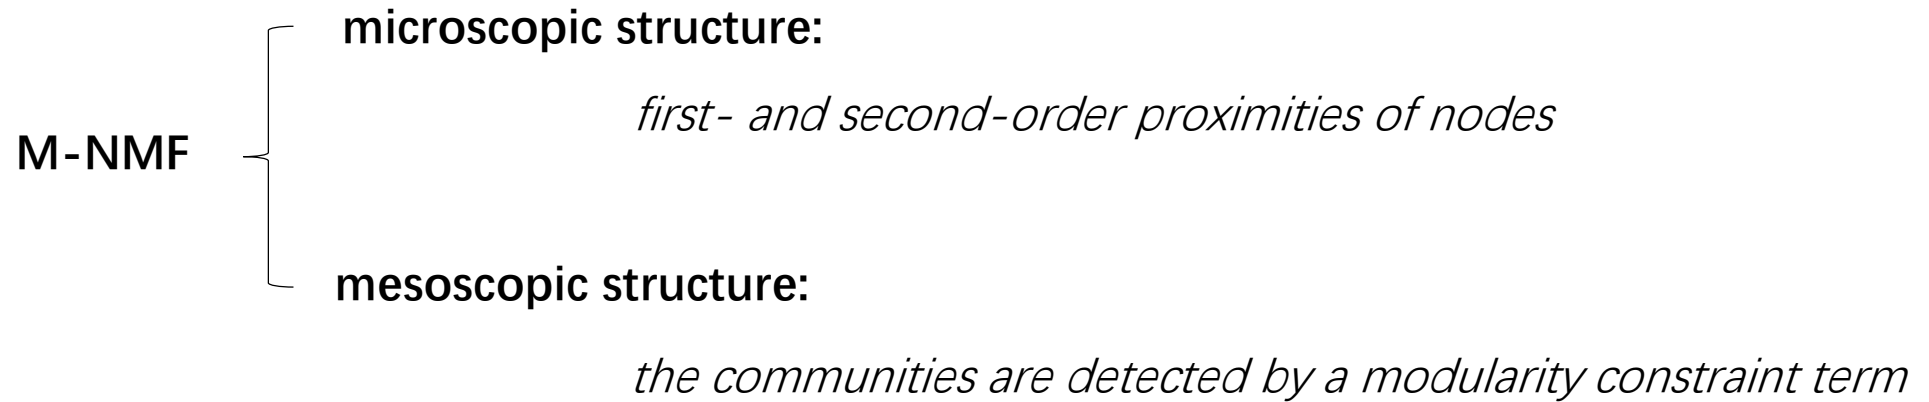 microscopic structure:
first- and second-order proximities of nodes
M-NMF
mesoscopic structure:
the communities are detected by a modularity constraint term